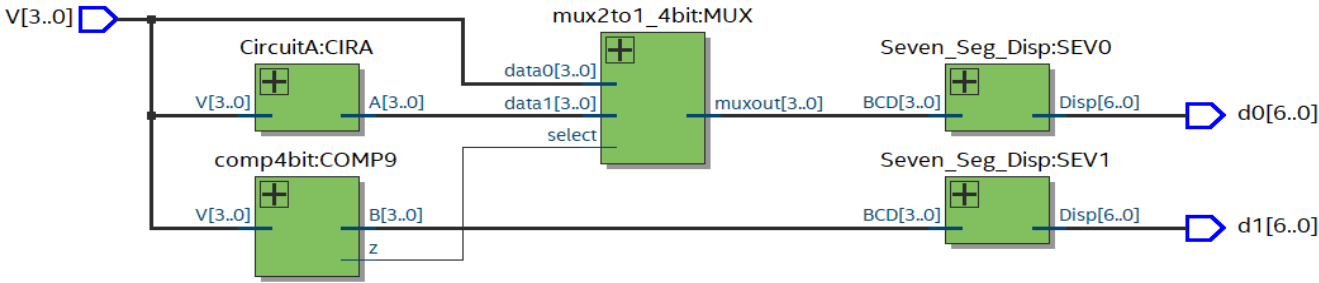 V[3..0]
mux2to1_4bit:MUX
CircuitA:CIRA
Seven_Seg_Disp:SEV0
data0[3..0]
V[3..0] A[3..0] data1[3..0] muxout[3..0] BCD[3..0] Disp[6..0] d0[6..0]
select
comp4bit:COMP9
Seven_Seg_Disp:SEV1
V[3..0] B[3..0] BCD[3..0] Disp[6..0] d1[6..0]
z